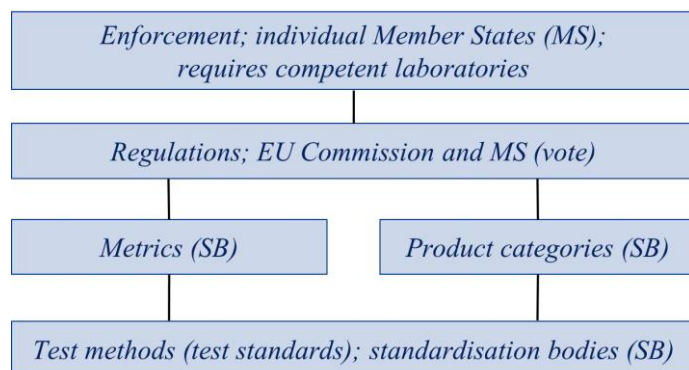 Enforcement; individual Member States (MS);
requires competent laboratories
Regulations; EU Commission and MS (vote)
Metrics (SB)
Product categories (SB)
Test methods (test standards); standardisation bodies (SB)